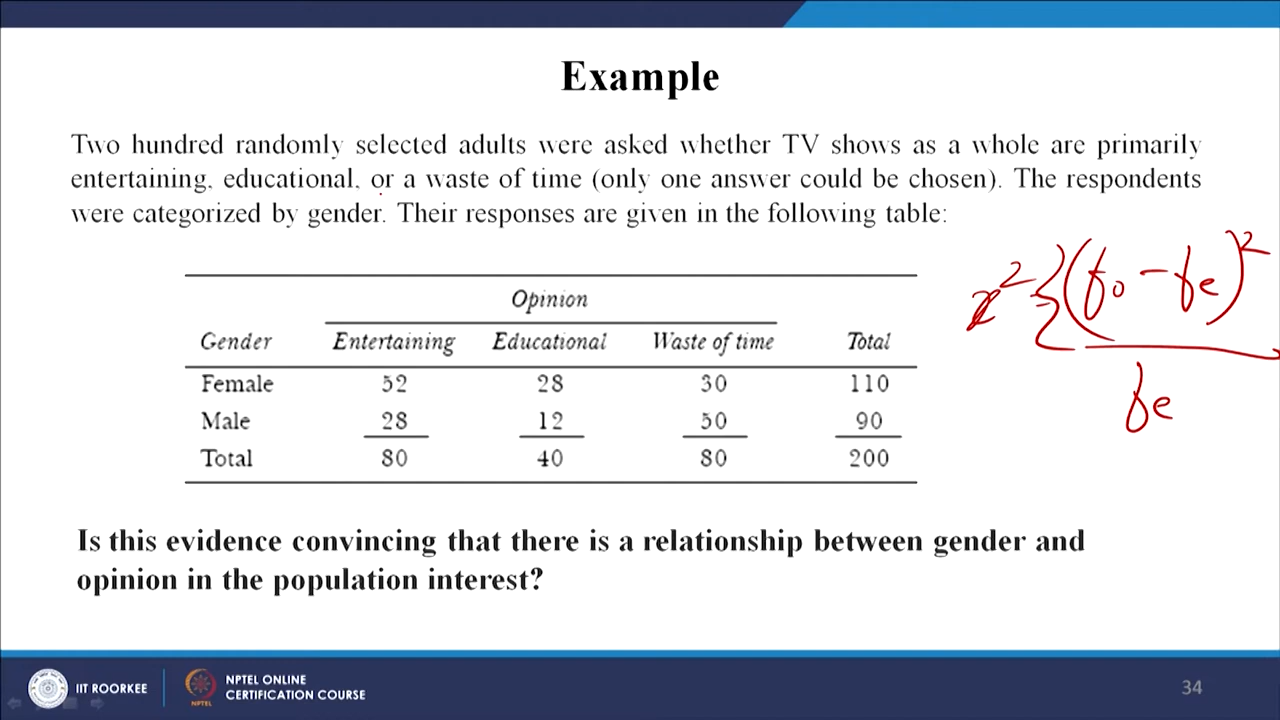 Example
Two hundred randomly selected adults were asked whether TV shows as a whole are primarily
entertaining, educational, or a waste of time (only one answer could be chosen). The respondents
were categorized by gender. Their responses are given in the following table:
Opinion
Gender Entertaining Educational Waste of time Total
Female 52 28 30 110
Male 28 12 50 90
Total 80 40 80 200
x² Σ (fo - fe)²
fe
Is this evidence convincing that there is a relationship between gender and
opinion in the population interest?
IIT ROORKEE
NPTEL
NPTEL ONLINE
CERTIFICATION COURSE
34